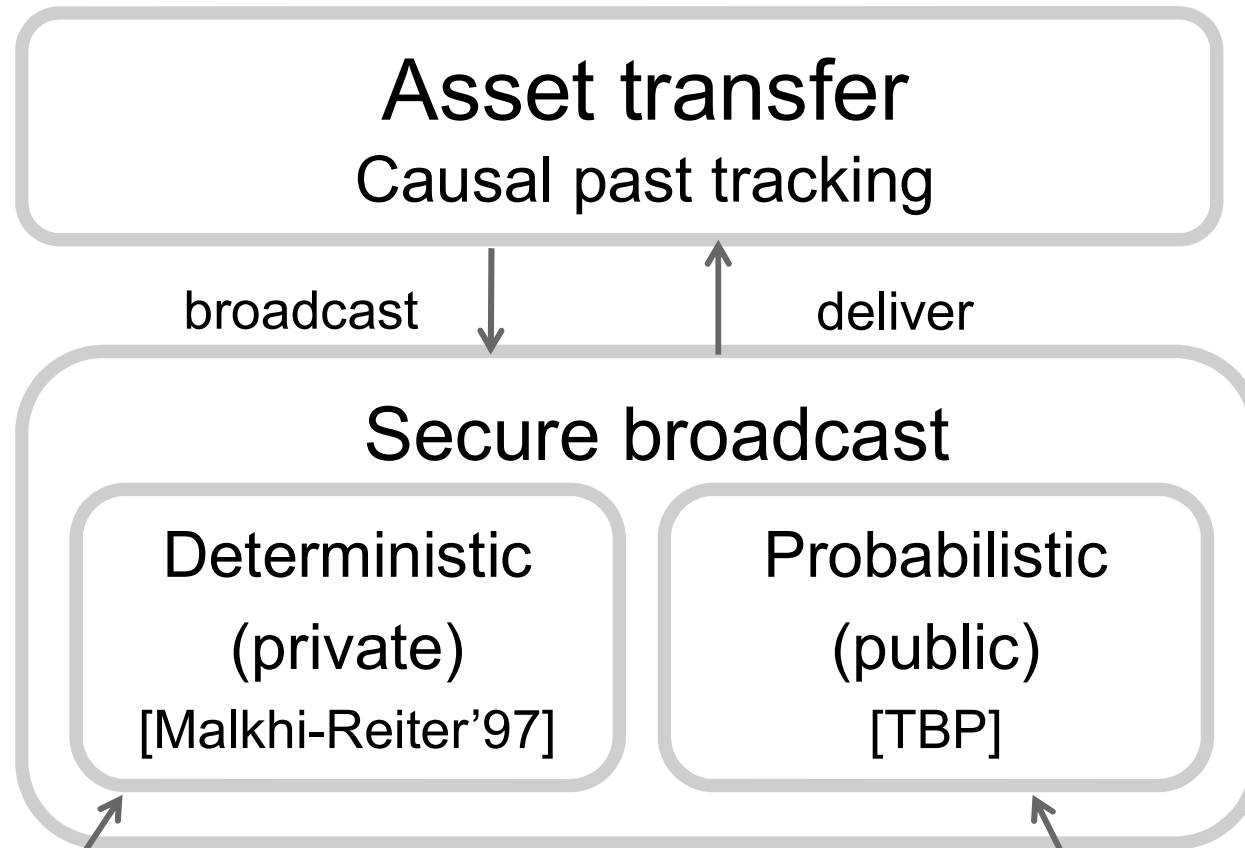 Asset transfer
Causal past tracking
broadcast
deliver
Secure broadcast
Deterministic
(private)
[Malkhi-Reiter’97]
Probabilistic
(public)
[TBP]